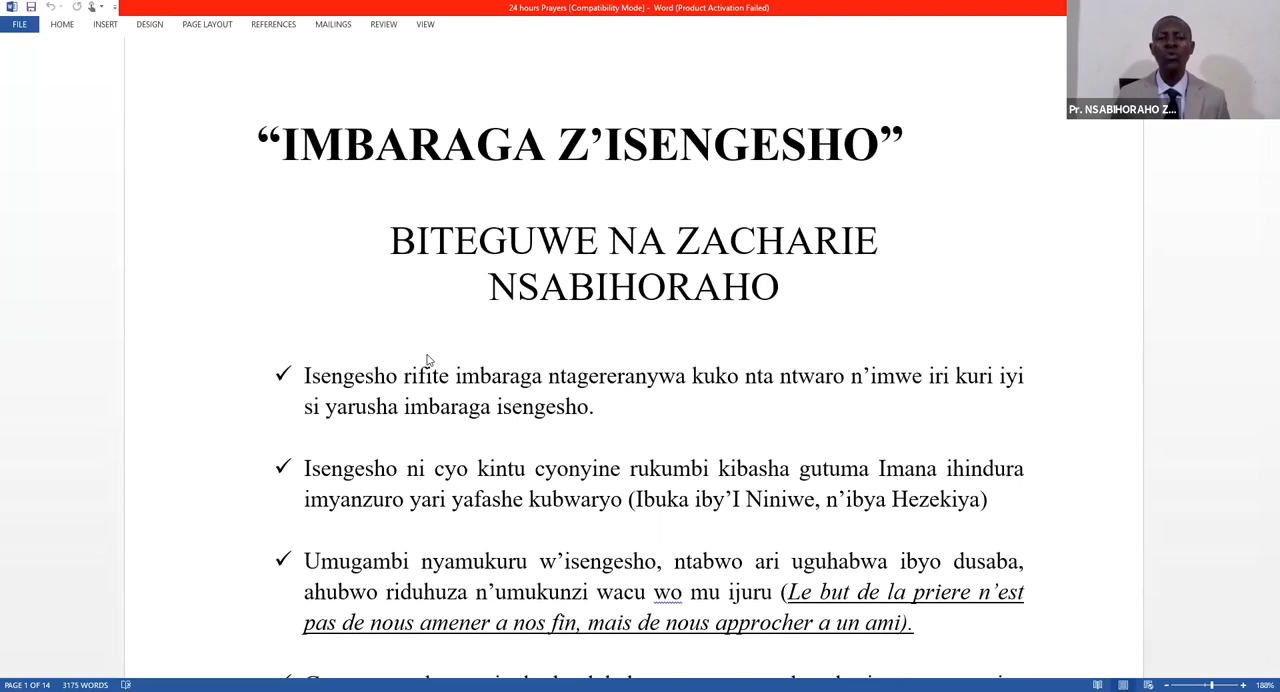 24 hours Prayers [Compatibility Mode] - Word (Product Activation Failed)
FILE HOME INSERT DESIGN PAGE LAYOUT REFERENCES MAILINGS REVIEW VIEW
Pr. NSABIHORAHO Z...
“IMBARAGA Z’ISENGESHO”
BITEGUWE NA ZACHARIE
NSABIHORAHO
✓ Isengesho rifite imbaraga ntagereranywa kuko nta ntwaro n’imwe iri kuri iyi
si yarusha imbaraga isengesho.
✓ Isengesho ni cyo kintu cyonyine rukumbi kibasha gutuma Imana ihindura
imyanzuro yari yafashe kubwaryo (Ibuka iby’I Niniwe, n’ibya Hezekiya)
✓ Umugambi nyamukuru w’isengesho, ntabwo ari uguhabwa ibyo dusaba,
ahubwo riduhuza n’umukunzi wacu wo mu ijuru (Le but de la priere n’est
pas de nous amener a nos fin, mais de nous approcher a un ami).
PAGE 1 OF 14 3175 WORDS 188%